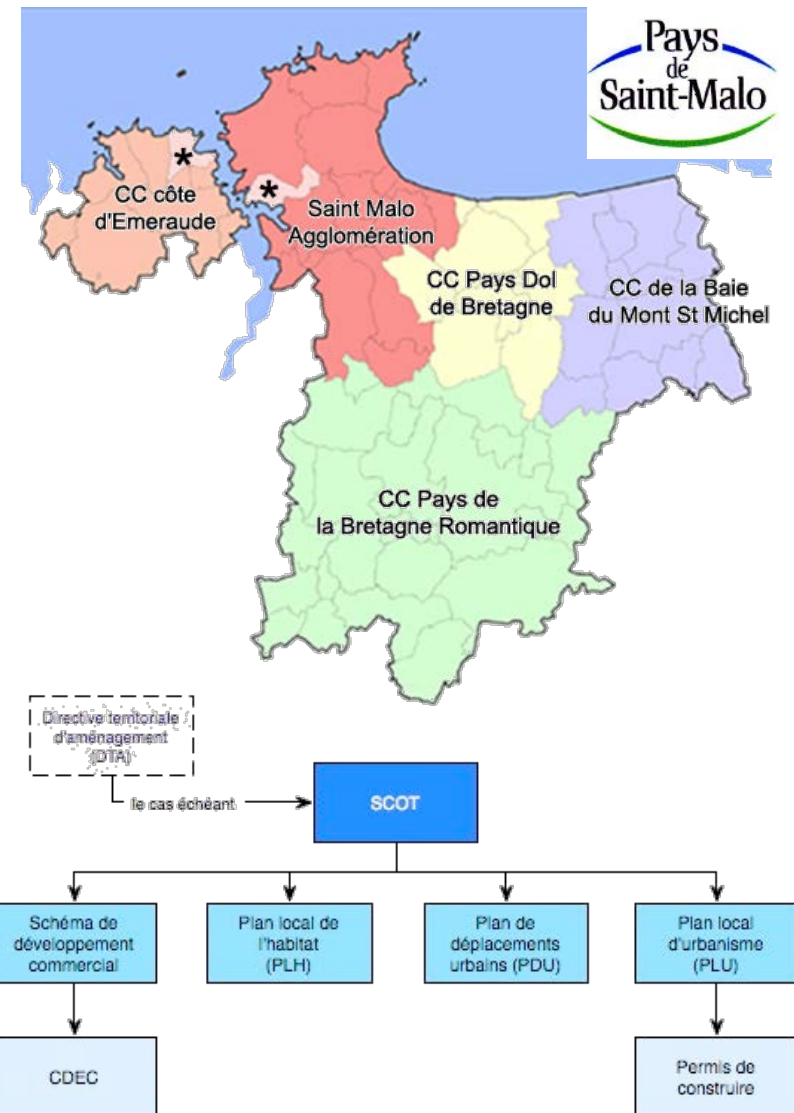 Pays
de
Saint-Malo
*
*
CC côte
d'Emeraude
Saint Malo
Agglomération
CC Pays Dol
de Bretagne
CC de la Baie
du Mont St Michel
CC Pays de
la Bretagne Romantique
Directive territoriale
d'aménagement
(DTA)
le cas échéant
SCOT
Schéma de
développement
commercial
Plan local de
l'habitat
(PLH)
Plan de
déplacements
urbains (PDU)
Plan local
d'urbanisme
(PLU)
CDEC
Permis de
construire